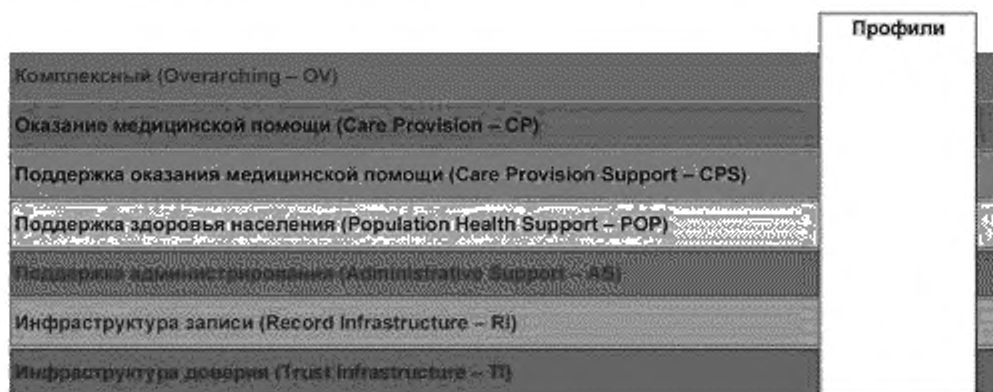 Профили
Комплексный (Overarching – OV)
Оказание медицинской помощи (Care Provision – CP)
Поддержка оказания медицинской помощи (Care Provision Support – CPS)
Поддержка здоровья населения (Population Health Support – POP)
Поддержка администрирования (Administrative Support – AS)
Инфраструктура записи (Record Infrastructure – RI)
Инфраструктура доверия (Trust Infrastructure – TI)